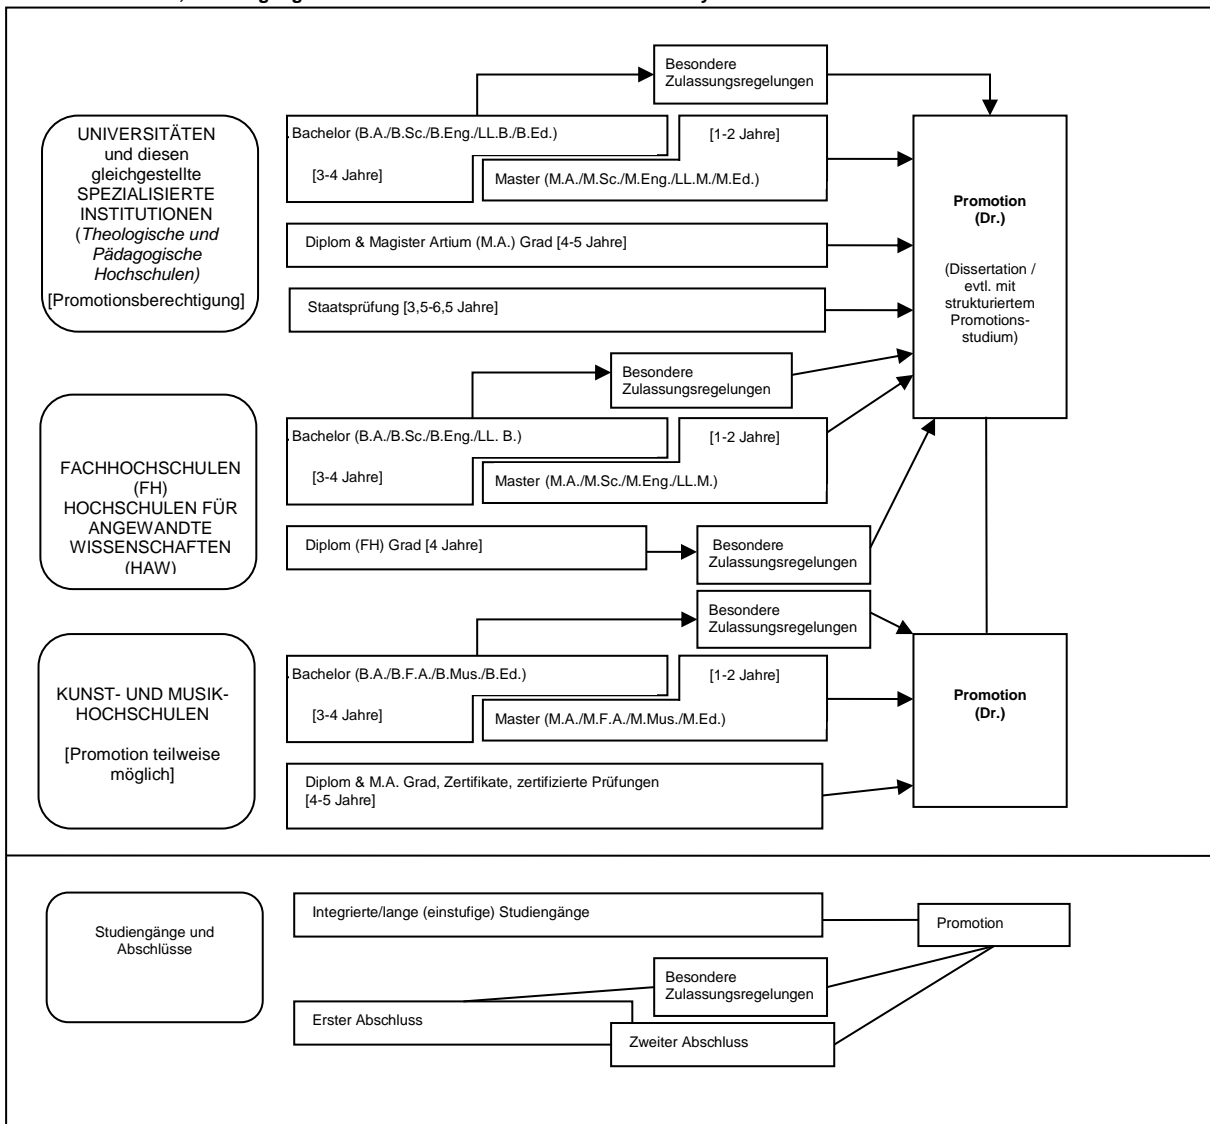 Besondere
Zulassungsregelungen
UNIVERSITÄTEN
und diesen
gleichgestellte
SPEZIALISIERTE
INSTITUTIONEN
(Theologische und
Pädagogische
Hochschulen)
[Promotionsberechtigung]
Bachelor (B.A./B.Sc./B.Eng./LL.B./B.Ed.)
[3-4 Jahre]
[1-2 Jahre]
Master (M.A./M.Sc./M.Eng./LL.M./M.Ed.)
Diplom & Magister Artium (M.A.) Grad [4-5 Jahre]
Staatsprüfung [3,5-6,5 Jahre]
Promotion
(Dr.)
(Dissertation /
evtl. mit
strukturiertem
Promotions-
studium)
Besondere
Zulassungsregelungen
FACHHOCHSCHULEN
(FH)
HOCHSCHULEN FÜR
ANGEWANDTE
WISSENSCHAFTEN
(HAW)
Bachelor (B.A./B.Sc./B.Eng./LL. B.)
[3-4 Jahre]
[1-2 Jahre]
Master (M.A./M.Sc./M.Eng./LL.M.)
Diplom (FH) Grad [4 Jahre]
Besondere
Zulassungsregelungen
Besondere
Zulassungsregelungen
KUNST- UND MUSIK-
HOCHSCHULEN
[Promotion teilweise
möglich]
Bachelor (B.A./B.F.A./B.Mus./B.Ed.)
[3-4 Jahre]
[1-2 Jahre]
Master (M.A./M.F.A./M.Mus./M.Ed.)
Diplom & M.A. Grad, Zertifikate, zertifizierte Prüfungen
[4-5 Jahre]
Promotion
(Dr.)
Studiengänge und
Abschlüsse
Integrierte/lange (einstufige) Studiengänge
Promotion
Besondere
Zulassungsregelungen
Erster Abschluss
Zweiter Abschluss